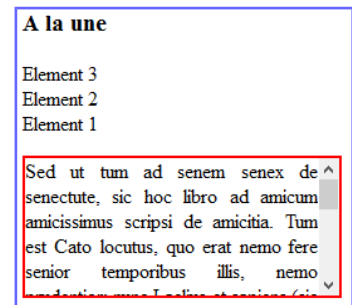 A la une
Element 3
Element 2
Element 1
Sed ut tum ad senem senex de
senectute, sic hoc libro ad amicum
amicissimus scripsi de amicitia. Tum
est Cato locutus, quo erat nemo fere
senior temporibus illis, nemo